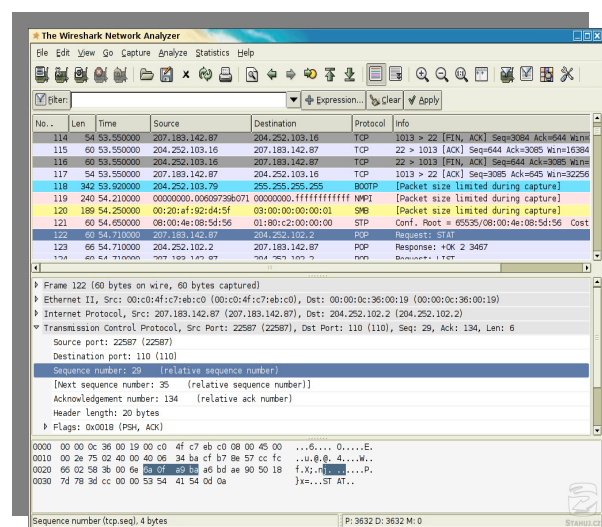 The Wireshark Network Analyzer
File Edit View Go Capture Analyze Statistics Help
Filter: Expression... Clear Apply
No. . Len Time Source Destination Protocol Info
114 54 53.550000 207.183.142.87 204.252.103.16 TCP 1013 > 22 [FIN, ACK] Seq=3084 Ack=644 Win=
115 60 53.550000 204.252.103.16 207.183.142.87 TCP 22 > 1013 [ACK] Seq=644 Ack=3085 Win=16384
116 60 53.550000 204.252.103.16 207.183.142.87 TCP 22 > 1013 [FIN, ACK] Seq=644 Ack=3085 Win=
117 54 53.550000 207.183.142.87 204.252.103.16 TCP 1013 > 22 [ACK] Seq=3085 Ack=645 Win=32256
118 342 53.920000 204.252.103.79 255.255.255.255 BOOTP [Packet size limited during capture]
119 240 54.210000 00000000.00609739b071 00000000.ffffffffffff NMPI [Packet size limited during capture]
120 189 54.250000 00:20:af:92:d4:5f 03:00:00:00:00:01 SMB [Packet size limited during capture]
121 60 54.650000 08:00:4e:08:5d:56 01:80:c2:00:00:00 STP Conf. Root = 65535/08:00:4e:08:5d:56 Cost
122 60 54.710000 207.183.142.87 204.252.102.2 POP Request: STAT
123 66 54.710000 204.252.102.2 207.183.142.87 POP Response: +OK 2 3467
124 60 54.710000 207.183.142.87 204.252.102.2 POP Request: LIST
Frame 122 (60 bytes on wire, 60 bytes captured)
Ethernet II, Src: 00:c0:4f:c7:eb:c0 (00:c0:4f:c7:eb:c0), Dst: 00:00:0c:36:00:19 (00:00:0c:36:00:19)
Internet Protocol, Src: 207.183.142.87 (207.183.142.87), Dst: 204.252.102.2 (204.252.102.2)
Transmission Control Protocol, Src Port: 22587 (22587), Dst Port: 110 (110), Seq: 29, Ack: 134, Len: 6
Source port: 22587 (22587)
Destination port: 110 (110)
Sequence number: 29 (relative sequence number)
[Next sequence number: 35 (relative sequence number)]
Acknowledgement number: 134 (relative ack number)
Header length: 20 bytes
Flags: 0x0018 (PSH, ACK)
0000 00 00 0c 36 00 19 00 c0 4f c7 eb c0 08 00 45 00 ...6.... O.....E.
0010 00 2e 75 02 40 00 40 06 34 ba cf b7 8e 57 cc fc ..u.@.@. 4....W..
0020 66 02 58 3b 00 6e 6a 0f a9 ba a6 bd ae 90 50 18 f.X;.nj. ......P.
0030 7d 78 3d cc 00 00 53 54 41 54 0d 0a }x=...ST AT..
Sequence number (tcp.seq), 4 bytes P: 3632 D: 3632 M: 0
STAHUJ.CZ